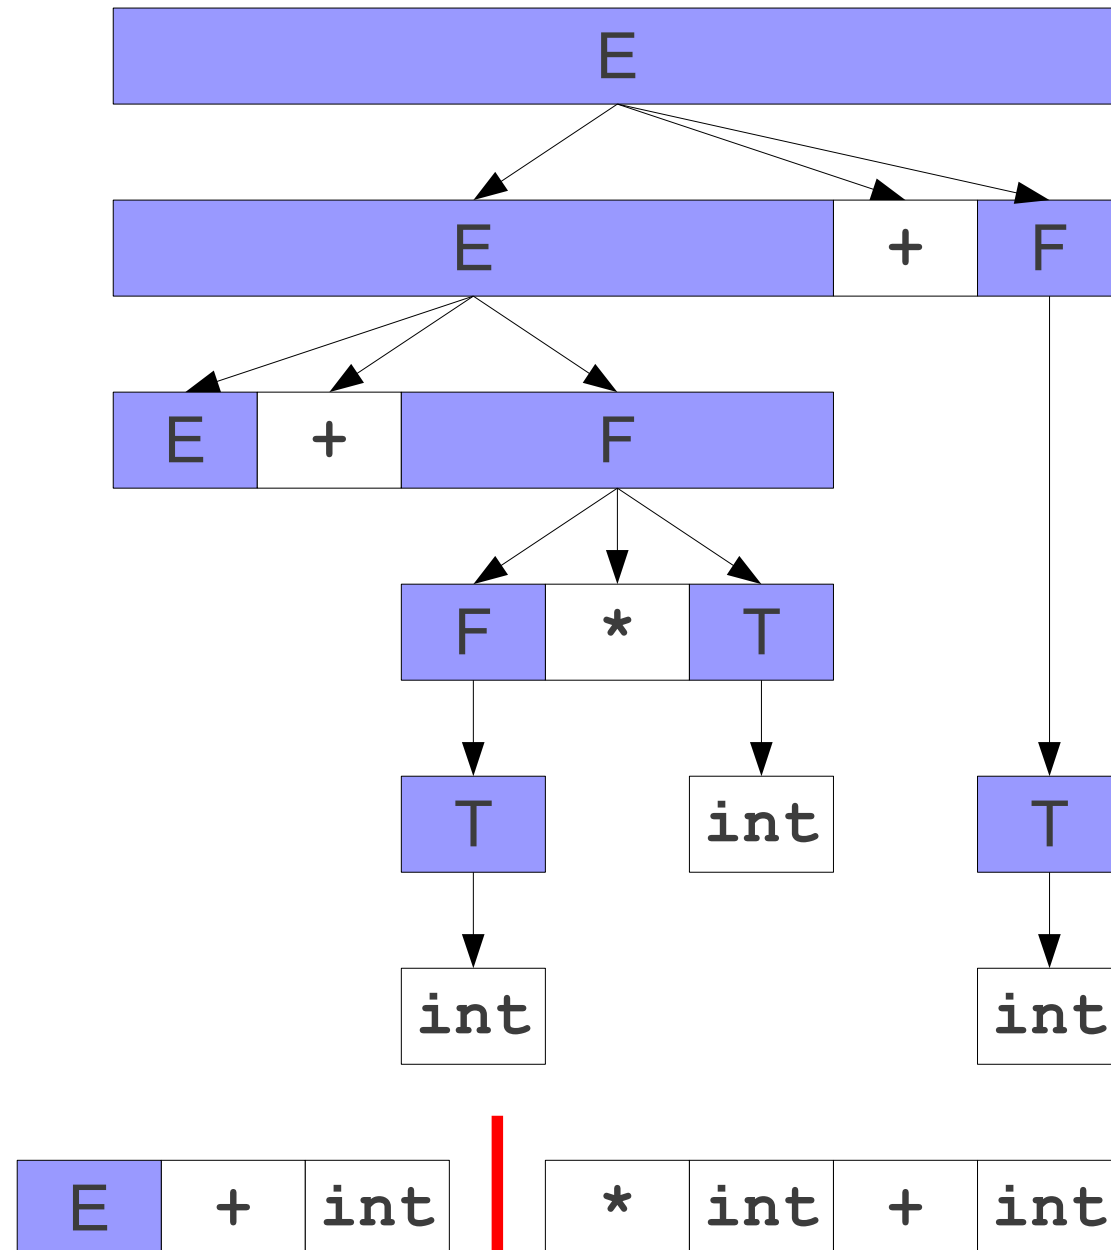 E
E + F
E + F
F * T
T int T
int int
E + int * int + int